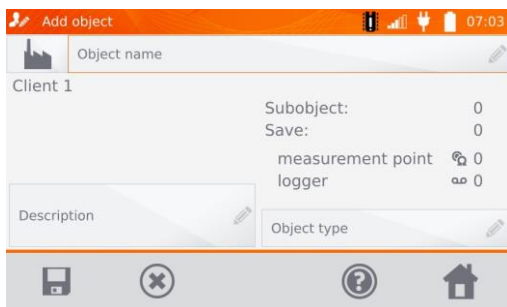 Add object
07:03
Object name
Client 1
Subobject: 0
Save: 0
measurement point 0
logger 0
Description
Object type